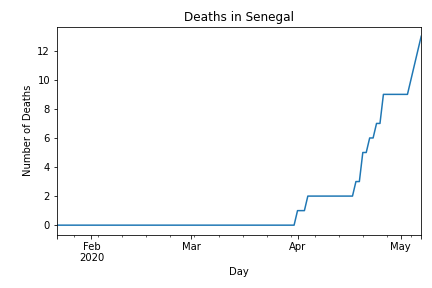 Deaths in Senegal
12
10
8
6
4
2
0
Number of Deaths
Feb
2020
Mar
Apr
May
Day